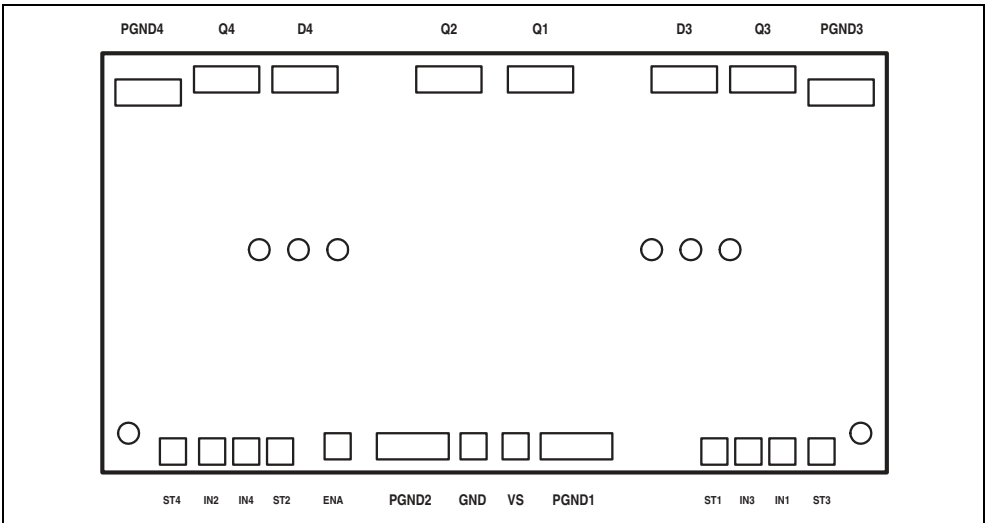 PGND4 Q4 D4 Q2 Q1 D3 Q3 PGND3
ST4 IN2 IN4 ST2 ENA PGND2 GND VS PGND1 ST1 IN3 IN1 ST3